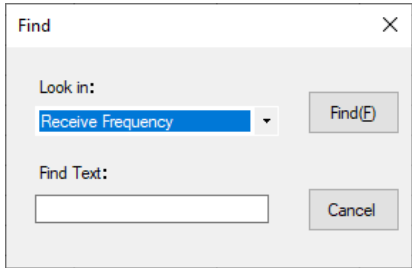 Find
Look in:
Receive Frequency
Find(F)
Find Text:
Cancel